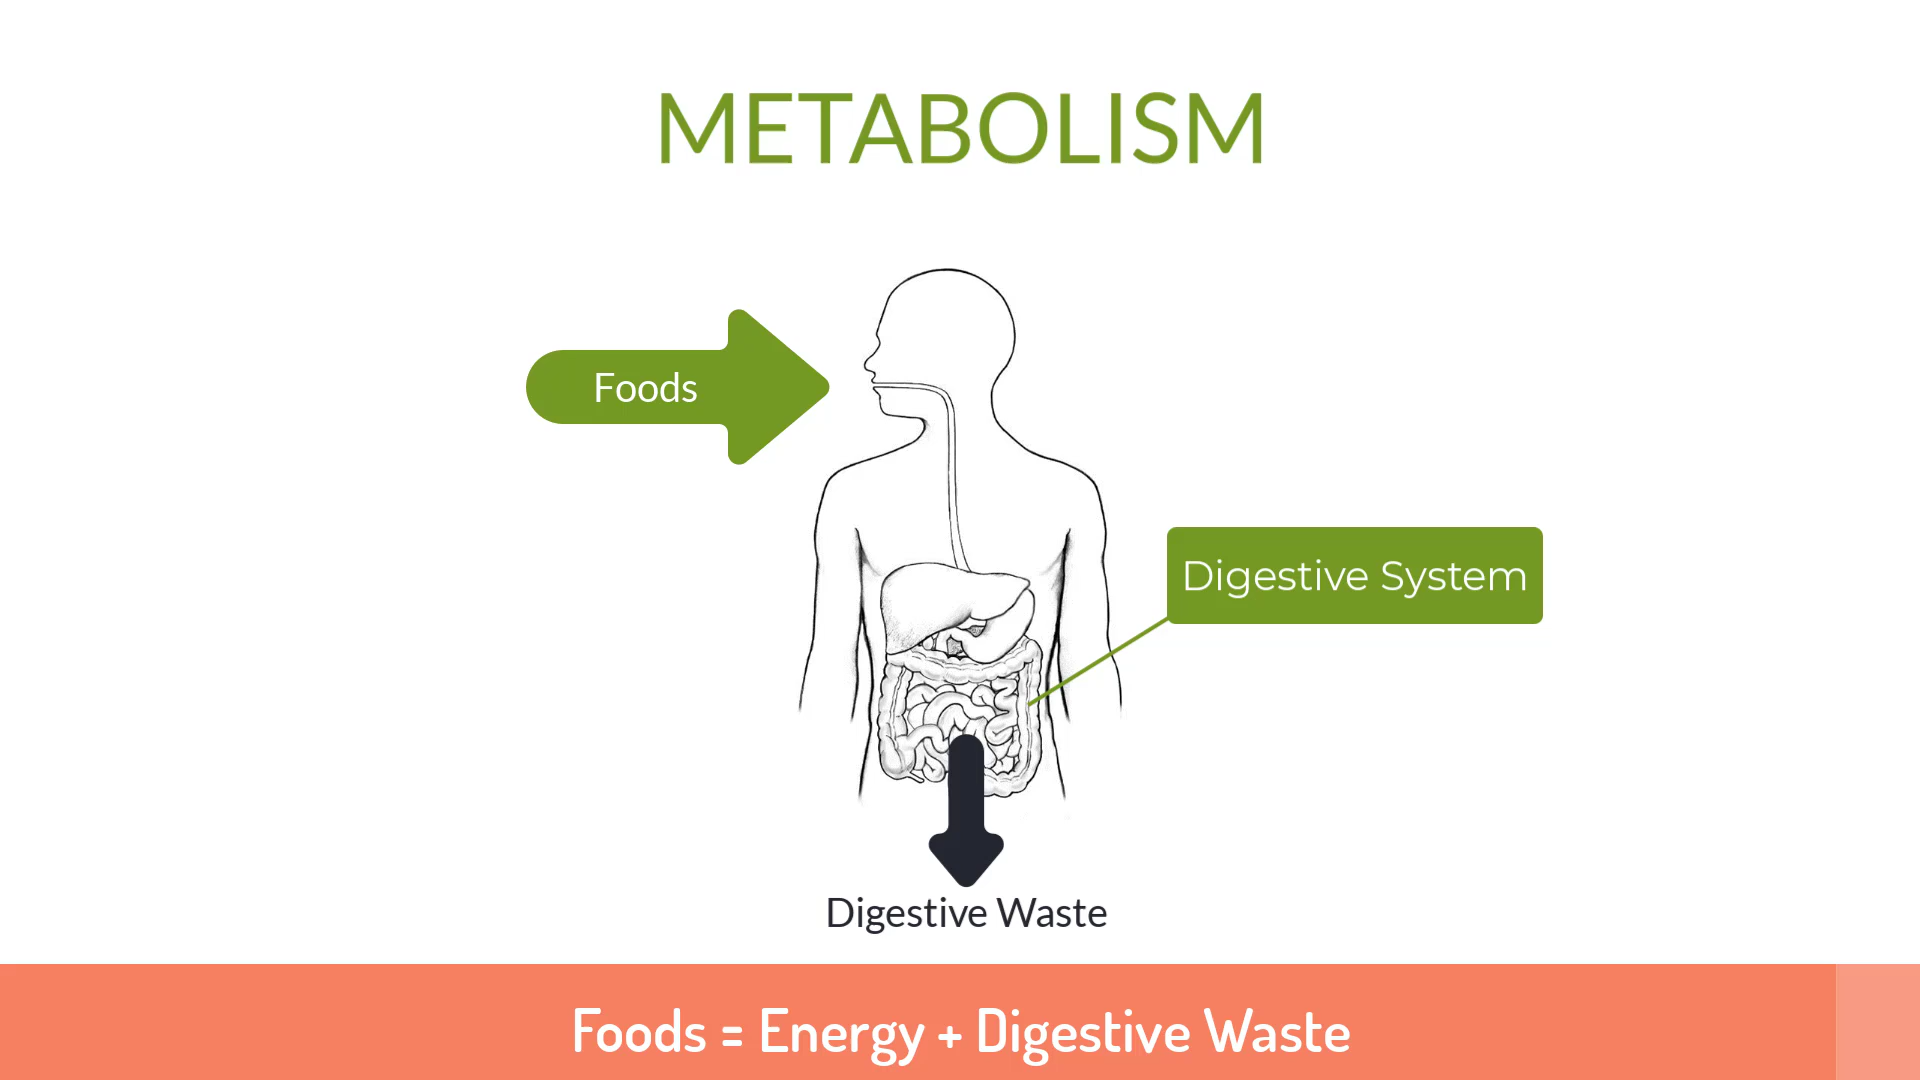 METABOLISM
Foods
Digestive System
Digestive Waste
Foods = Energy + Digestive Waste